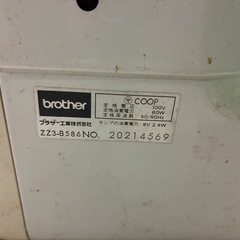 brother
COOP
定格電圧 100V
定格消費電力 60W
定格周波数 50/60Hz
ブラザー工業株式会社
ランプの消費電力 6V 2.4W
ZZ3-B586 NO. 20214569